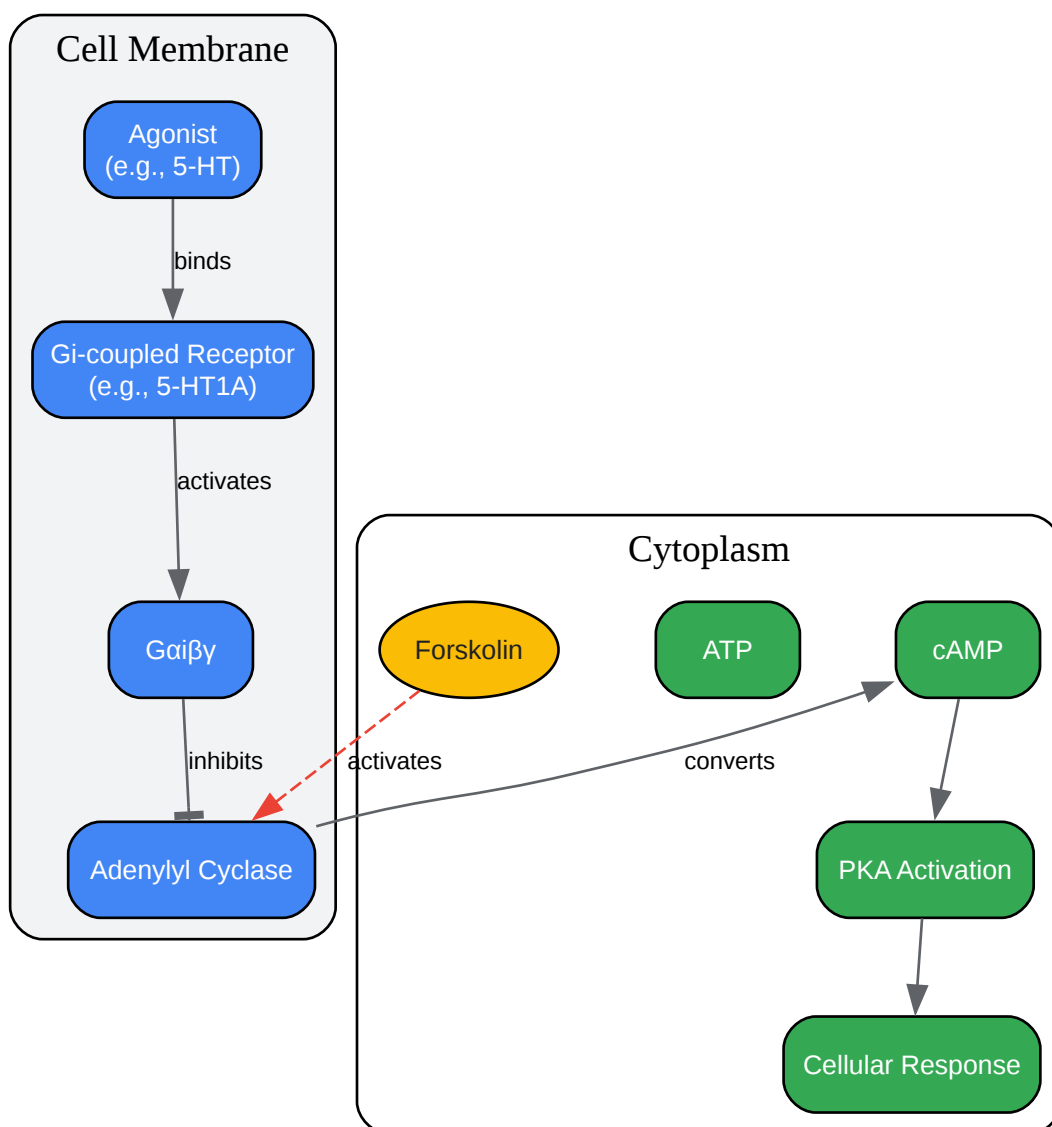 Cell Membrane
Agonist
(e.g., 5-HT)
binds
Gi-coupled Receptor
(e.g., 5-HT1A)
activates
Gαiβγ
inhibits
Adenylyl Cyclase
Cytoplasm
Forskolin
ATP
cAMP
activates
converts
PKA Activation
Cellular Response